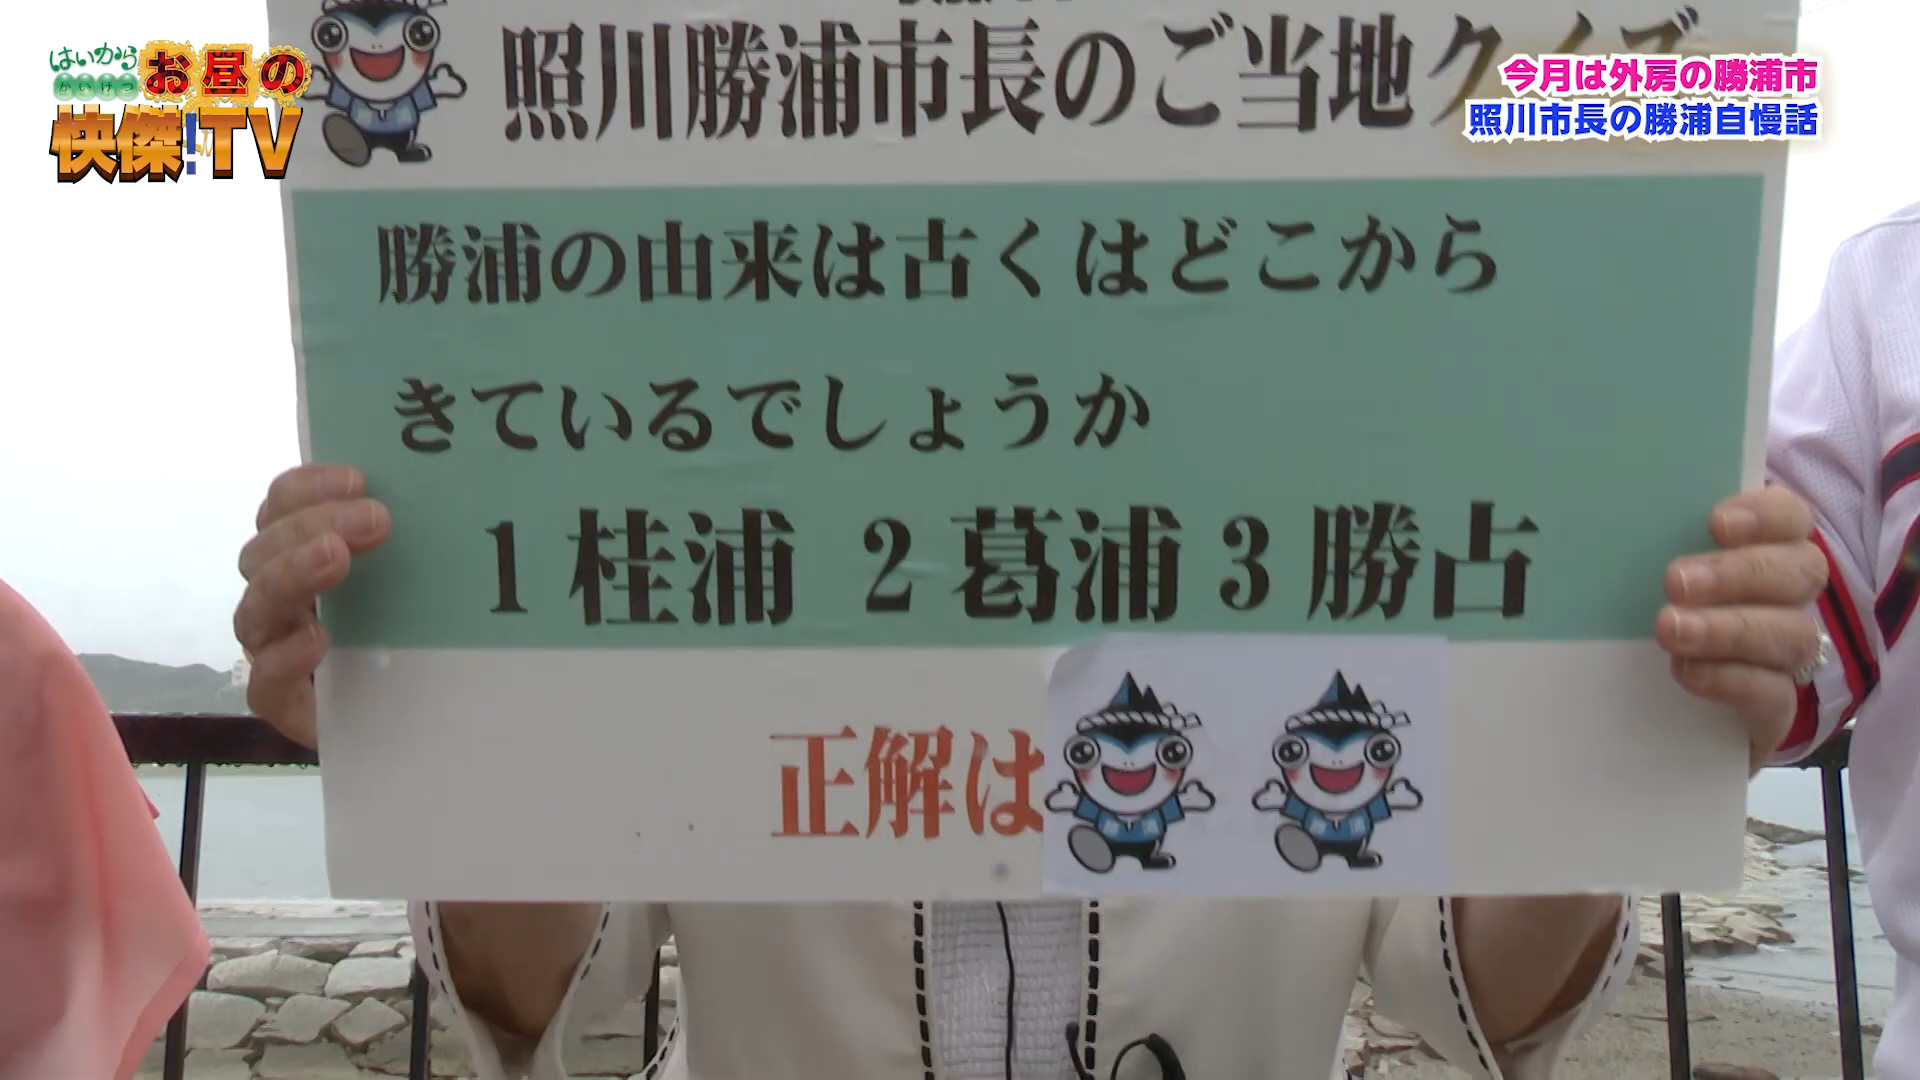 はいから
かいけつ
お昼の
快傑!TV
今月は外房の勝浦市
照川市長の勝浦自慢話
照川勝浦市長のご当地クイズ
勝浦の由来は古くはどこから
きているでしょうか
1 桂浦 2 葛浦 3 勝占
正解は